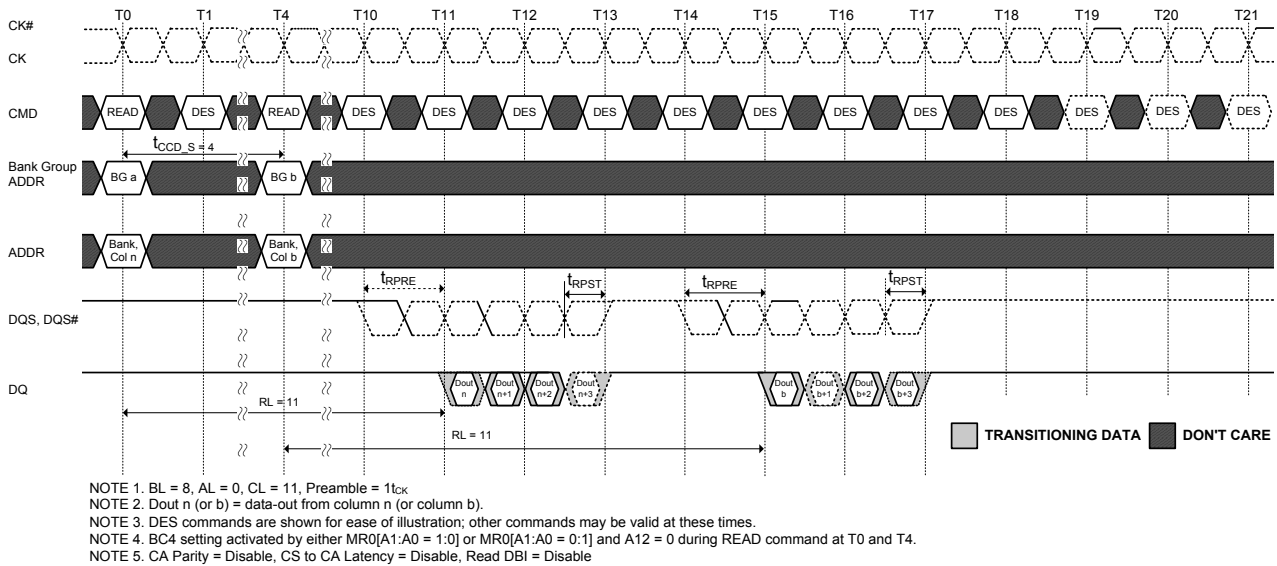 T0 T1 T4 T10 T11 T12 T13 T14 T15 T16 T17 T18 T19 T20 T21
CK#
CK
CMD READ DES READ DES DES DES DES DES DES DES DES DES DES DES DES
tCCD_S = 4
Bank Group
ADDR
BG a BG b
ADDR
Bank,
Col n
Bank,
Col b
tRPRE tRPST tRPRE tRPST
DQS, DQS#
DQ
Dout
n
Dout
n+1
Dout
n+2
Dout
n+3
Dout
b
Dout
b+1
Dout
b+2
Dout
b+3
RL = 11
RL = 11
TRANSITIONING DATA DON'T CARE
NOTE 1. BL = 8, AL = 0, CL = 11, Preamble = 1tCK
NOTE 2. Dout n (or b) = data-out from column n (or column b).
NOTE 3. DES commands are shown for ease of illustration; other commands may be valid at these times.
NOTE 4. BC4 setting activated by either MR0[A1:A0 = 1:0] or MR0[A1:A0 = 0:1] and A12 = 0 during READ command at T0 and T4.
NOTE 5. CA Parity = Disable, CS to CA Latency = Disable, Read DBI = Disable